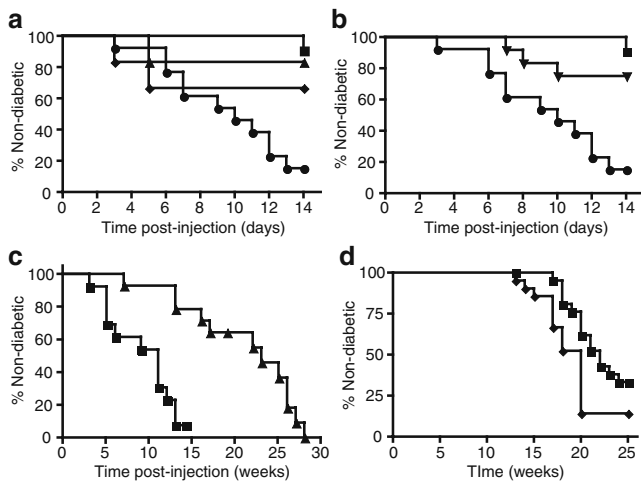 a
100
80
60
40
20
0
% Non-diabetic
0 2 4 6 8 10 12 14
Time post-injection (days)
b
100
80
60
40
20
0
% Non-diabetic
0 2 4 6 8 10 12 14
Time post-injection (days)
c
100
80
60
40
20
0
% Non-diabetic
0 5 10 15 20 25 30
Time post-injection (weeks)
d
100
75
50
25
0
% Non-diabetic
0 5 10 15 20 25
TIme (weeks)